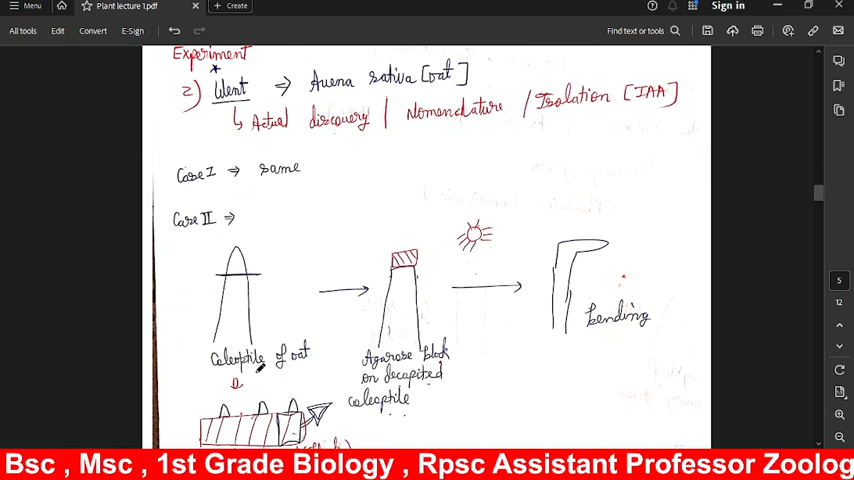 Menu
Plant lecture 1.pdf
Create
Sign in
All tools
Edit
Convert
E-Sign
Find text or tools
Experiment
2) Went ⇒ Avena sativa [oat]
↳ Actual discovery / Nomenclature / Isolation [IAA]
Case I ⇒ same
Case II ⇒
bending
Coleoptile of oat
Agarose block
on decapited
coleoptile
5
12
Bsc , Msc , 1st Grade Biology , Rpsc Assistant Professor Zoolog